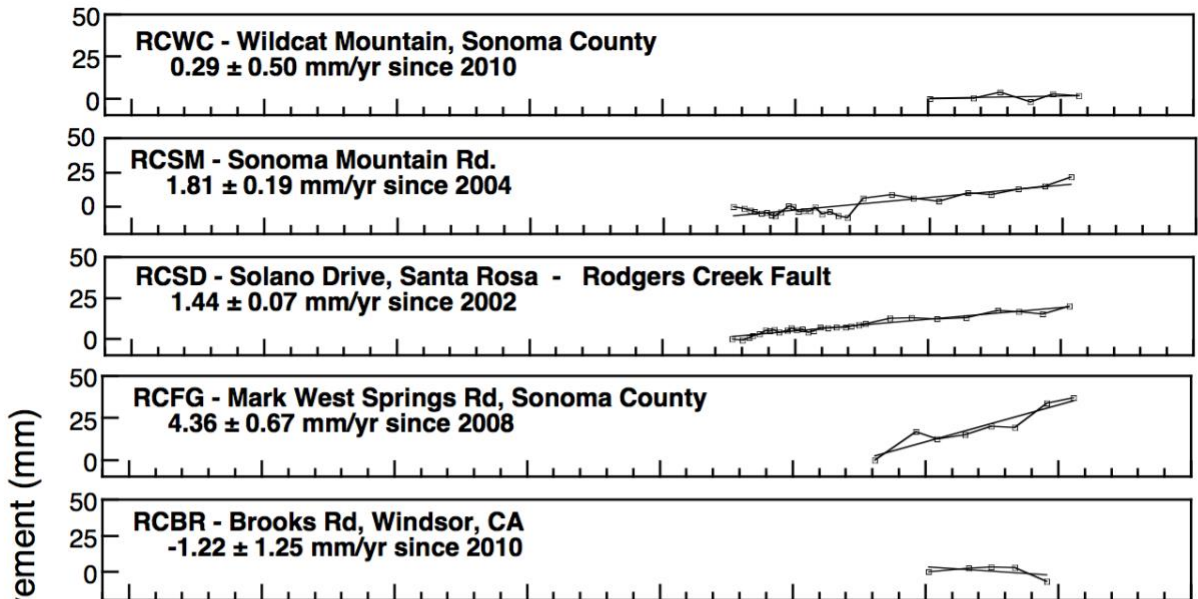 50
25
0
RCWC - Wildcat Mountain, Sonoma County
0.29 ± 0.50 mm/yr since 2010
50
25
0
RCSM - Sonoma Mountain Rd.
1.81 ± 0.19 mm/yr since 2004
50
25
0
RCSD - Solano Drive, Santa Rosa - Rodgers Creek Fault
1.44 ± 0.07 mm/yr since 2002
50
25
0
RCFG - Mark West Springs Rd, Sonoma County
4.36 ± 0.67 mm/yr since 2008
50
25
0
RCBR - Brooks Rd, Windsor, CA
-1.22 ± 1.25 mm/yr since 2010
vement (mm)